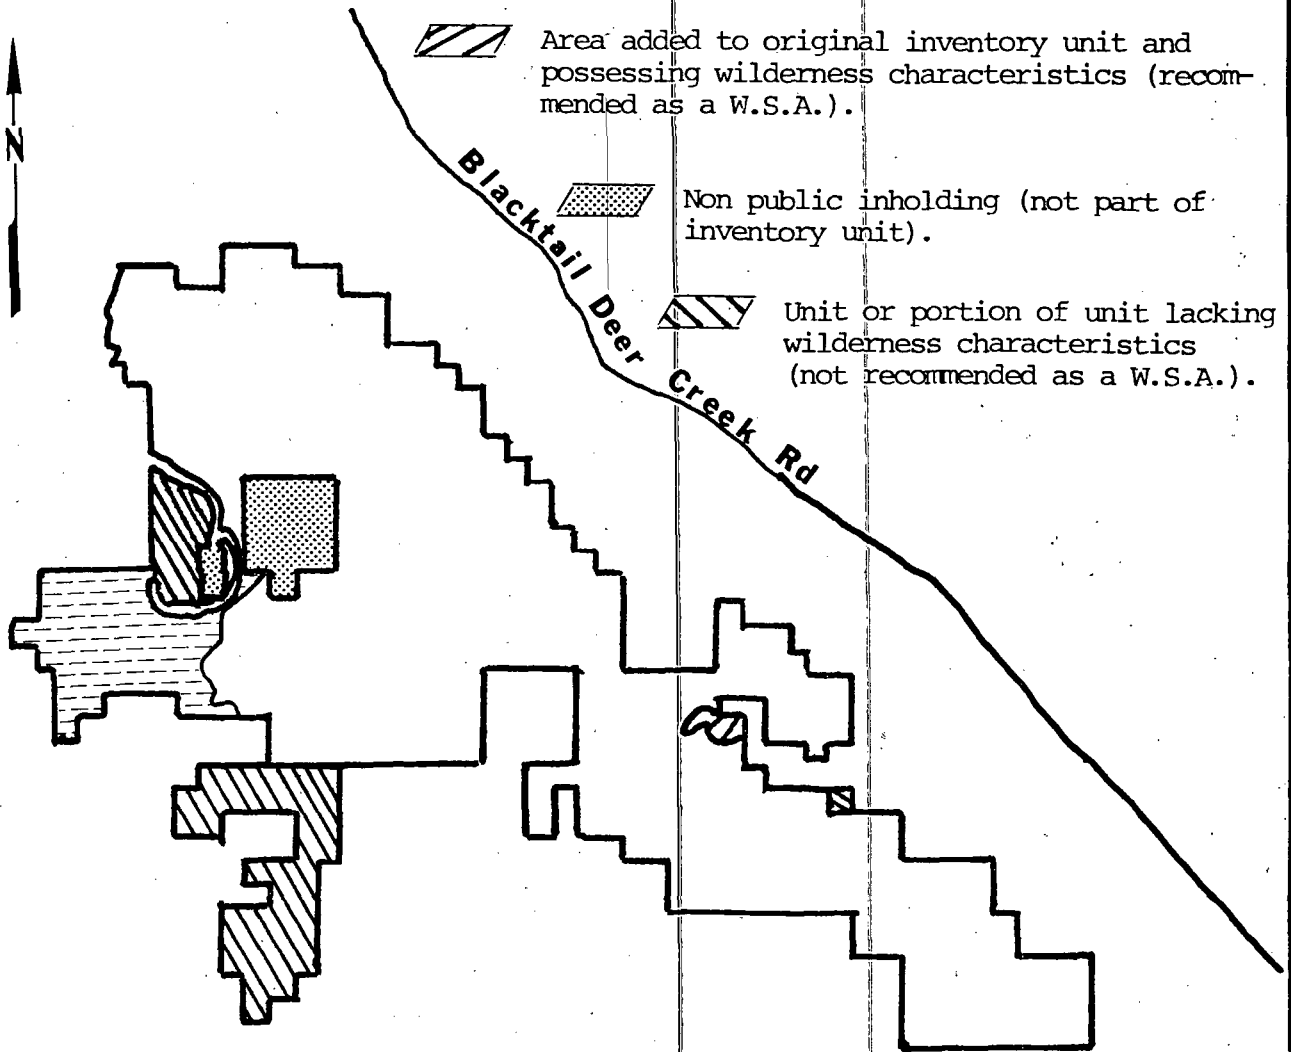 Area added to original inventory unit and
possessing wilderness characteristics (recom-
mended as a W.S.A.).
N
Blacktail Deer Creek Rd
Non public inholding (not part of
inventory unit).
Unit or portion of unit lacking
wilderness characteristics
(not recommended as a W.S.A.).